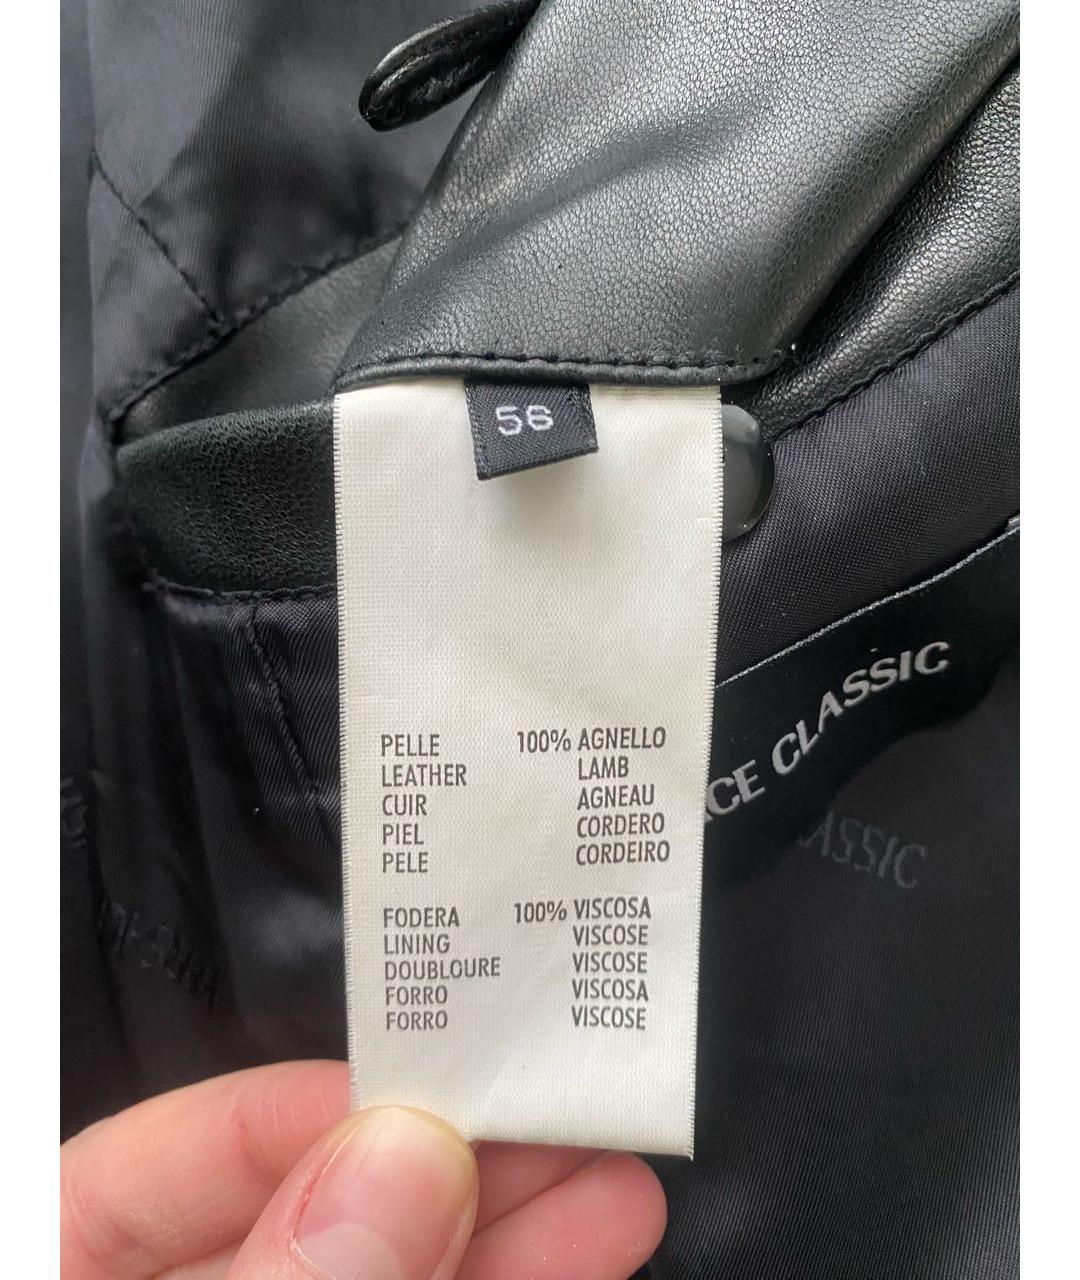 56
PELLE 100% AGNELLO
LEATHER LAMB
CUIR AGNEAU
PIEL CORDERO
PELE CORDEIRO
FODERA 100% VISCOSA
LINING VISCOSE
DOUBLOURE VISCOSE
FORRO VISCOSA
FORRO VISCOSE
CE CLASSIC
ASSIC